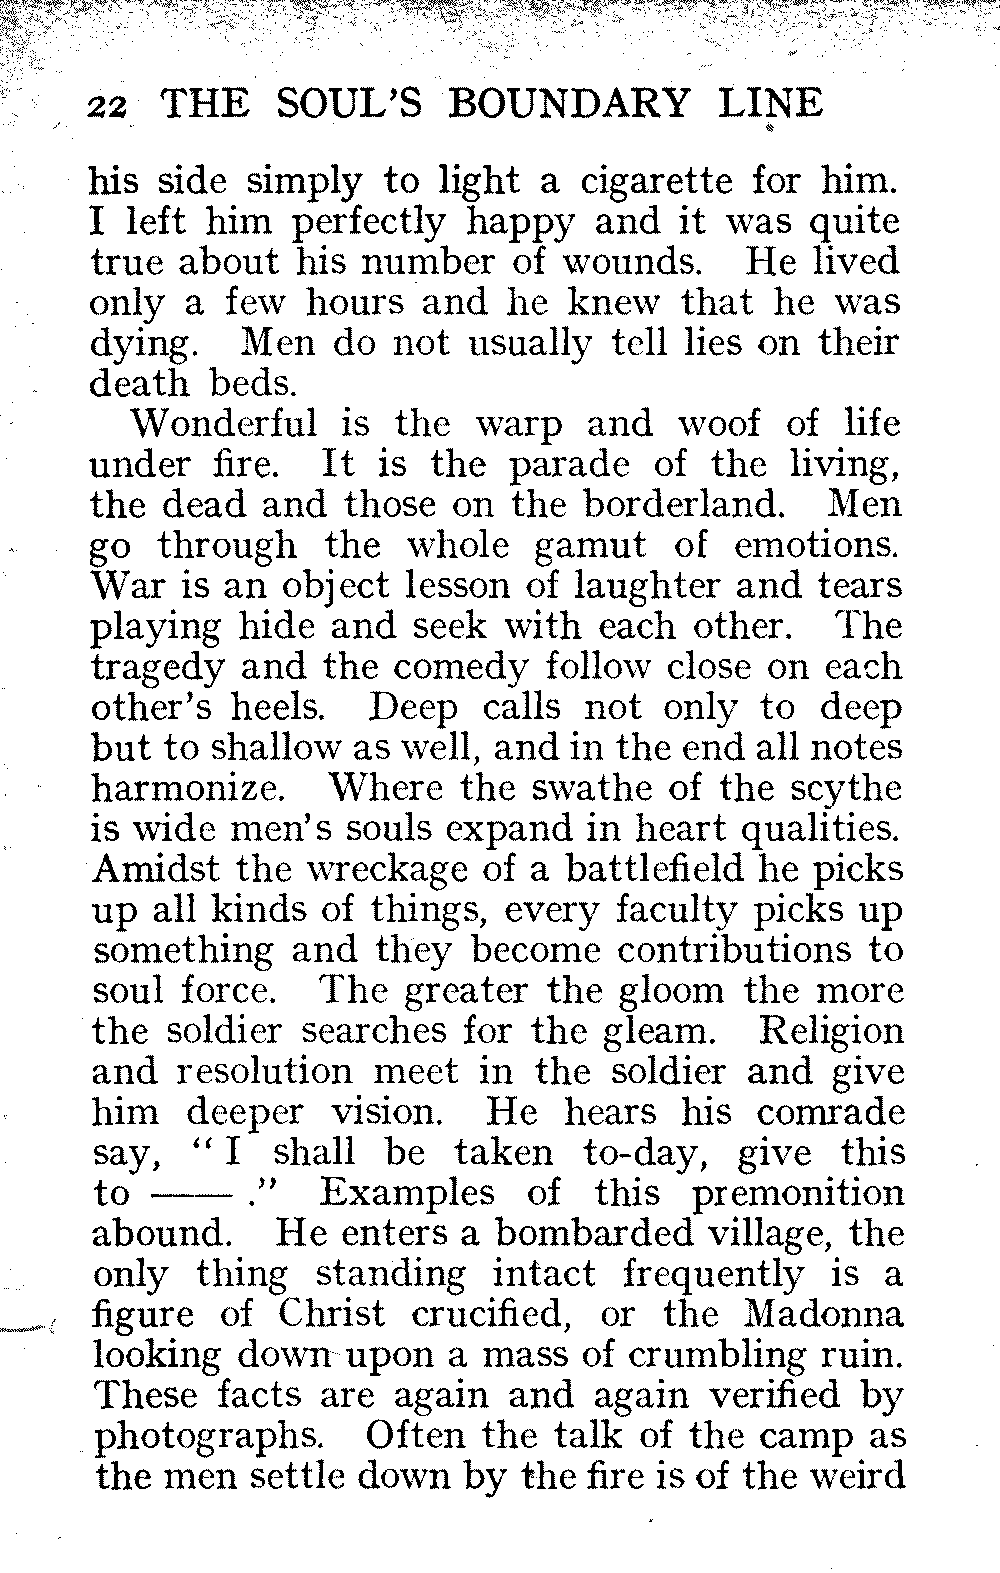 22 THE SOUL'S BOUNDARY LINE
his side simply to light a cigarette for him.
I left him perfectly happy and it was quite
true about his number of wounds. He lived
only a few hours and he knew that he was
dying. Men do not usually tell lies on their
death beds.
Wonderful is the warp and woof of life
under fire. It is the parade of the living,
the dead and those on the borderland. Men
go through the whole gamut of emotions.
War is an object lesson of laughter and tears
playing hide and seek with each other. The
tragedy and the comedy follow close on each
other's heels. Deep calls not only to deep
but to shallow as well, and in the end all notes
harmonize. Where the swathe of the scythe
is wide men's souls expand in heart qualities.
Amidst the wreckage of a battlefield he picks
up all kinds of things, every faculty picks up
something and they become contributions to
soul force. The greater the gloom the more
the soldier searches for the gleam. Religion
and resolution meet in the soldier and give
him deeper vision. He hears his comrade
say, "I shall be taken to-day, give this
to —— ." Examples of this premonition
abound. He enters a bombarded village, the
only thing standing intact frequently is a
figure of Christ crucified, or the Madonna
looking down upon a mass of crumbling ruin.
These facts are again and again verified by
photographs. Often the talk of the camp as
the men settle down by the fire is of the weird